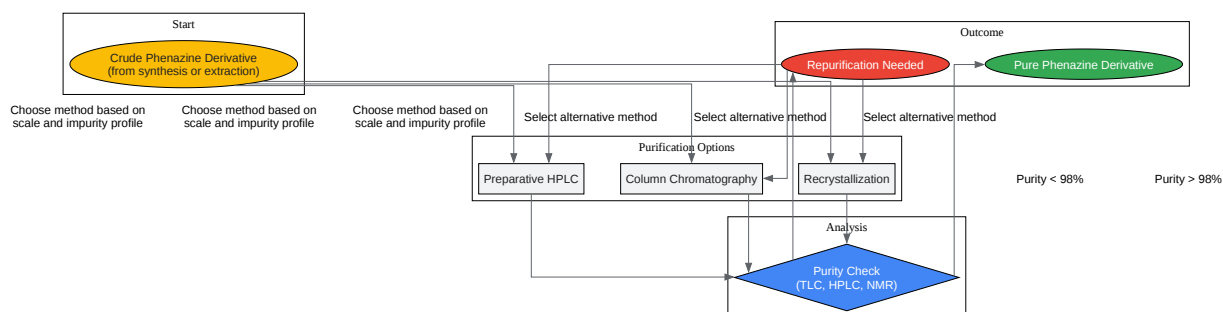 Start
Crude Phenazine Derivative
(from synthesis or extraction)
Outcome
Repurification Needed
Pure Phenazine Derivative
Choose method based on
scale and impurity profile
Choose method based on
scale and impurity profile
Choose method based on
scale and impurity profile
Select alternative method
Select alternative method
Select alternative method
Purification Options
Preparative HPLC
Column Chromatography
Recrystallization
Purity < 98%
Purity > 98%
Analysis
Purity Check
(TLC, HPLC, NMR)